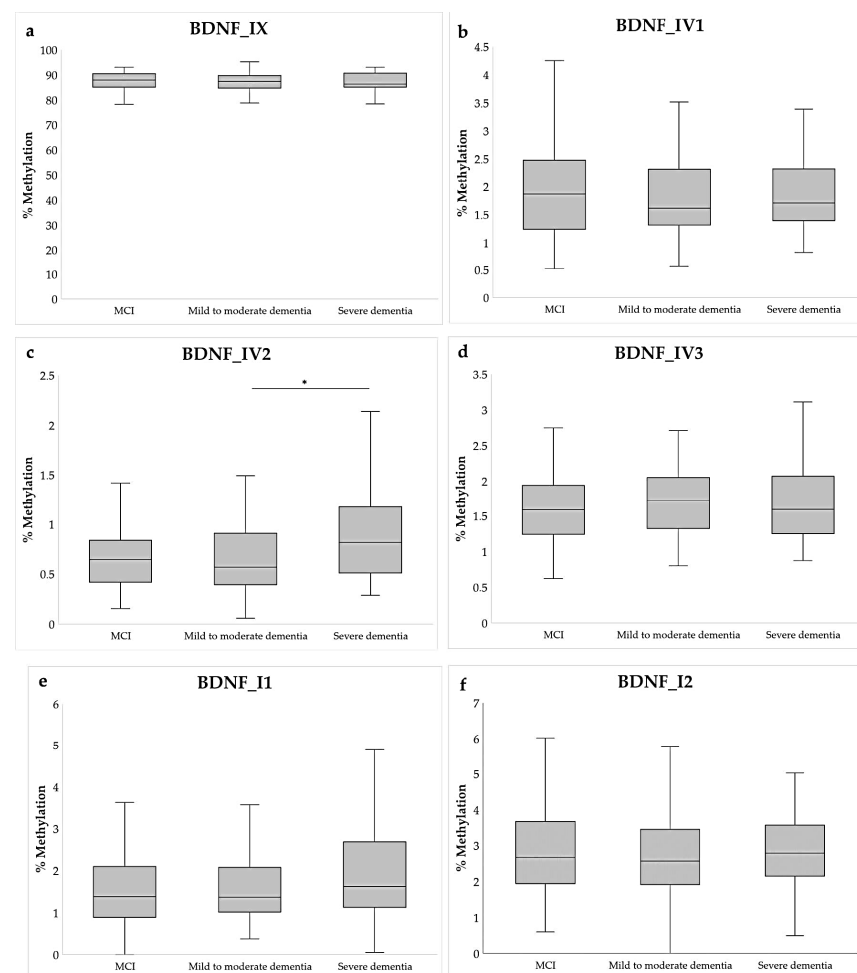 a
BDNF_IX
% Methylation
100
90
80
70
60
90
40
30
20
10
0
MCI Mild to moderate dementia Severe dementia
b
BDNF_IV1
% Methylation
4.5
4
3.5
3
2.5
2
1.5
1
0.5
0
MCI Mild to moderate dementia Severe dementia
c
BDNF_IV2
% Methylation
2.5
2
1.5
1
0.5
0
*
MCI Mild to moderate dementia Severe dementia
d
BDNF_IV3
% Methylation
3.5
3
2.5
2
1.5
1
0.5
0
MCI Mild to moderate dementia Severe dementia
e
BDNF_I1
% Methylation
6
5
4
3
2
1
0
MCI Mild to moderate dementia Severe dementia
f
BDNF_I2
% Methylation
7
6
5
4
3
2
1
0
MCI Mild to moderate dementia Severe dementia